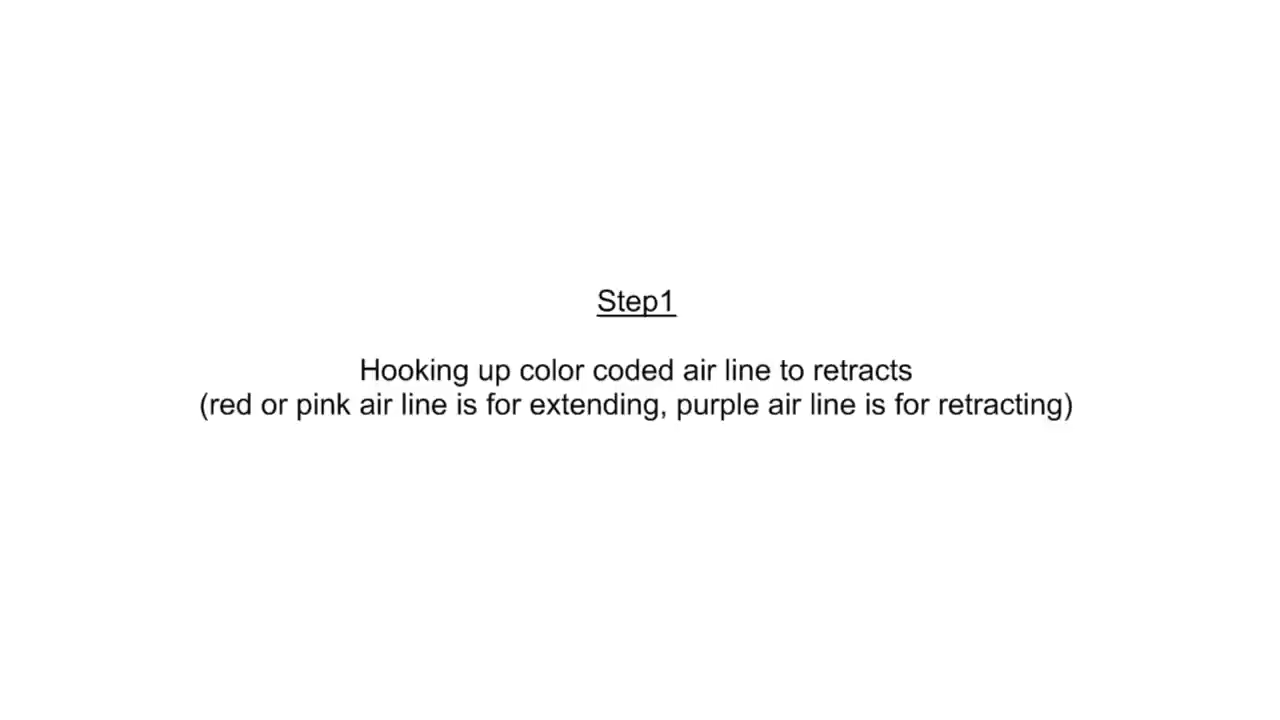 Step1
Hooking up color coded air line to retracts
(red or pink air line is for extending, purple air line is for retracting)